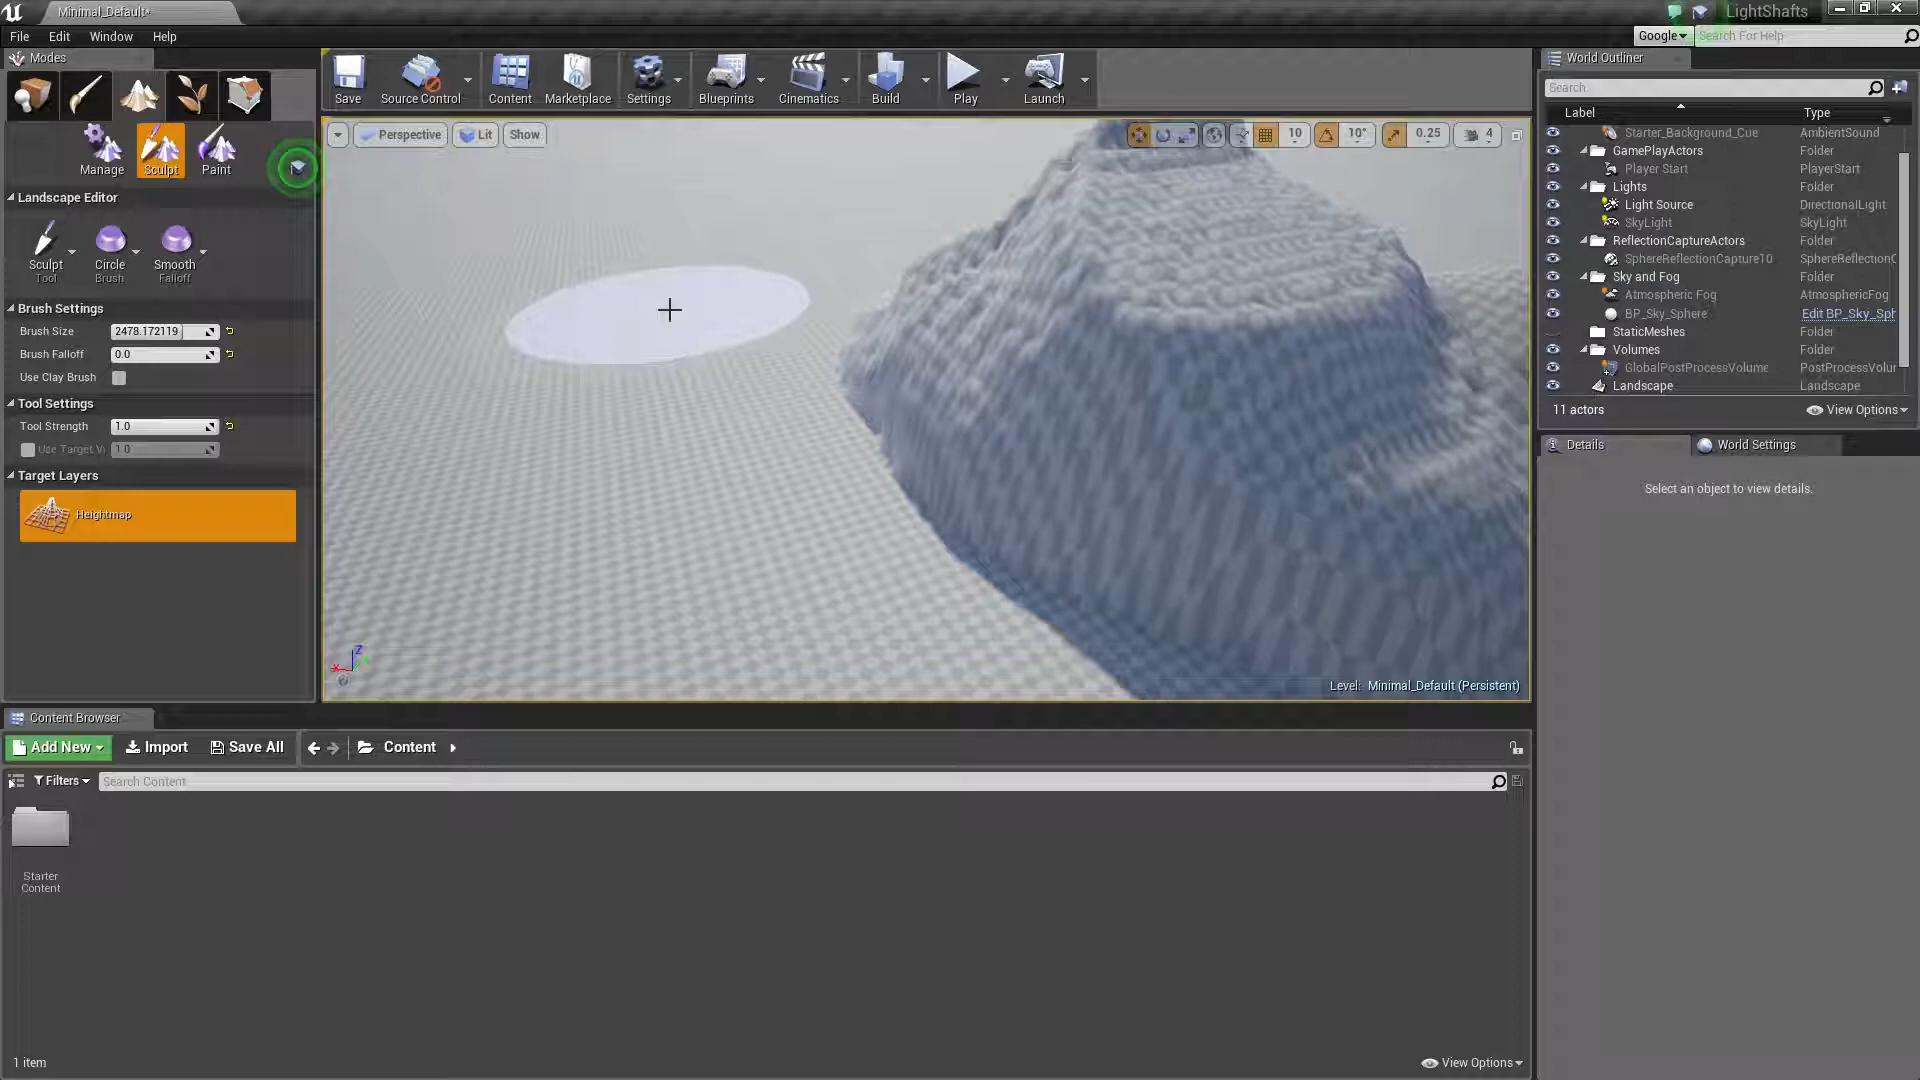 Minimal_Default*
LightShafts
File Edit Window Help
Google
Search For Help
Modes
Manage Sculpt Paint
Landscape Editor
Sculpt Circle Smooth
Tool Brush Falloff
Brush Settings
Brush Size 2478.172119
Brush Falloff 0.0
Use Clay Brush
Tool Settings
Tool Strength 1.0
Use Target V 1.0
Target Layers
Heightmap
Save Source Control Content Marketplace Settings Blueprints Cinematics Build Play Launch
Perspective Lit Show
10 10° 0.25 4
Z
X
Level: Minimal_Default (Persistent)
World Outliner
Search.
Label Type
Starter_Background_Cue AmbientSound
GamePlayActors Folder
Player Start PlayerStart
Lights Folder
Light Source DirectionalLight
SkyLight SkyLight
ReflectionCaptureActors Folder
SphereReflectionCapture10 SphereReflectionC
Sky and Fog Folder
Atmospheric Fog AtmosphericFog
BP_Sky_Sphere Edit BP_Sky_Sph
StaticMeshes Folder
Volumes Folder
GlobalPostProcessVolume PostProcessVolur
Landscape Landscape
11 actors View Options
Details World Settings
Select an object to view details.
Content Browser
Add New Import Save All Content
Filters Search Content
Starter
Content
1 item
View Options